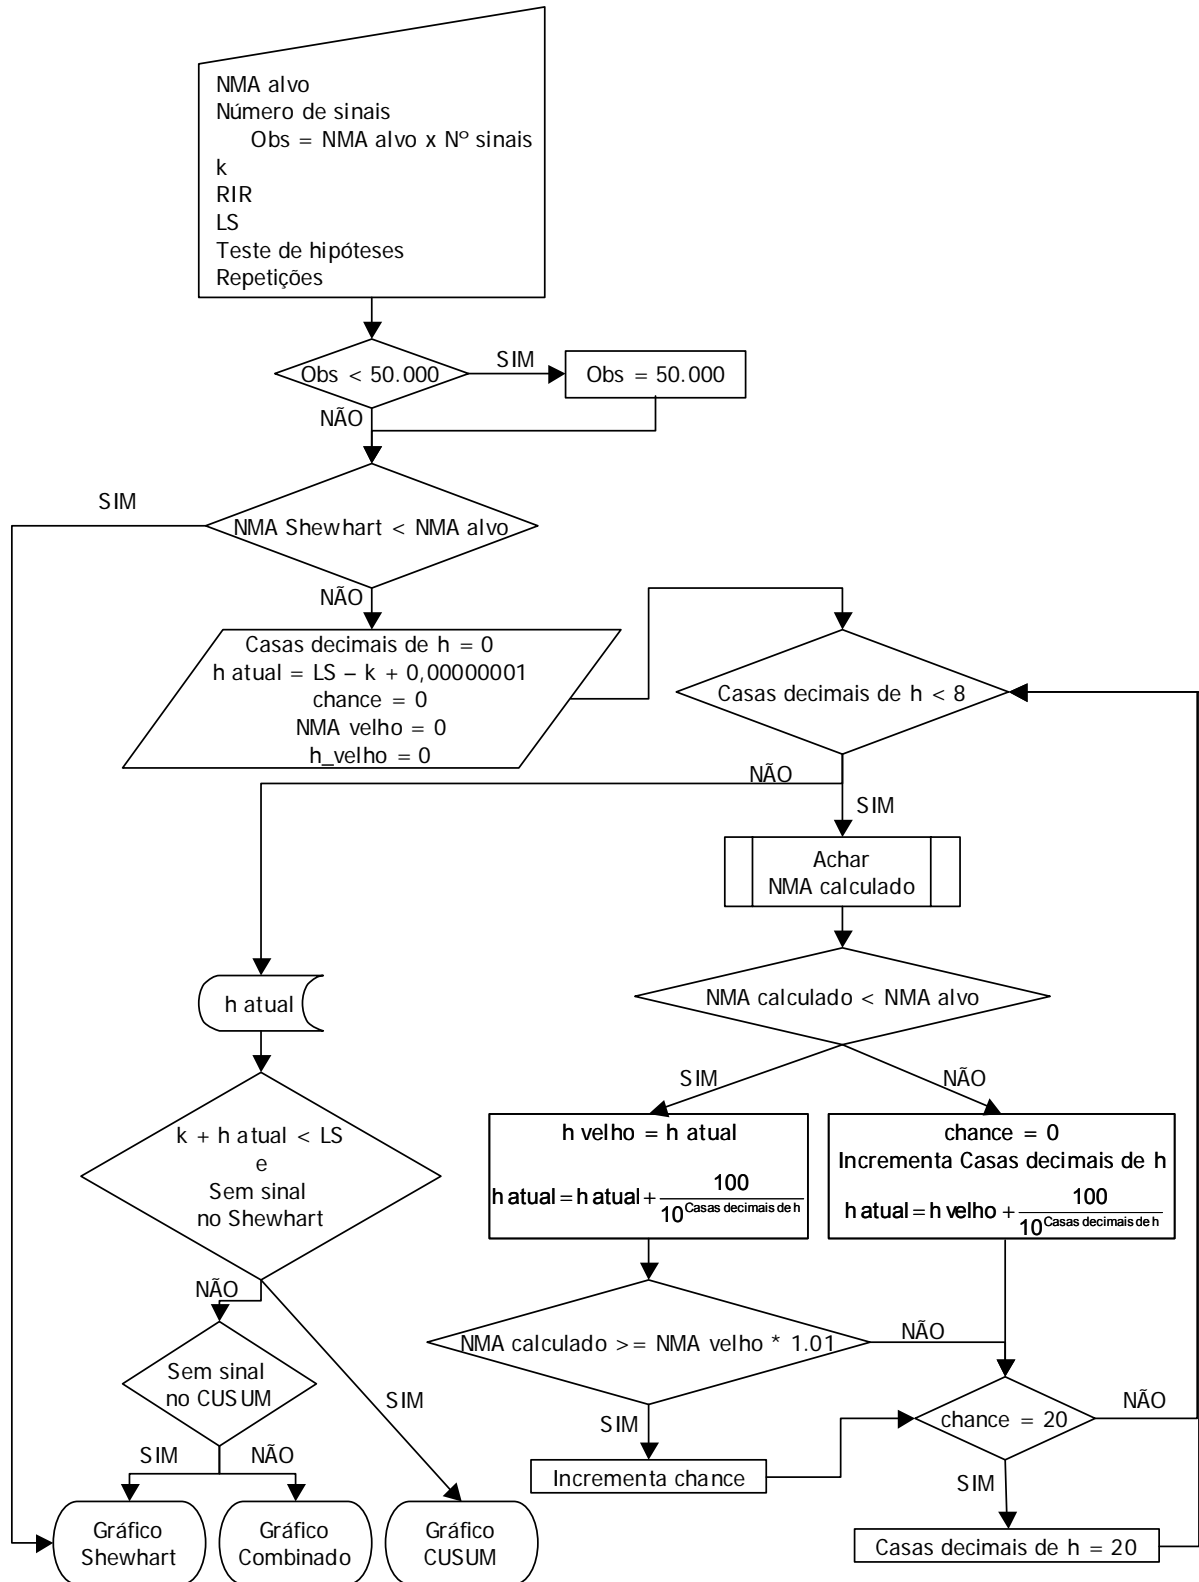 NMA alvo
Número de sinais
Obs = NMA alvo x Nº sinais
k
RIR
LS
Teste de hipóteses
Repetições
Obs < 50.000
SIM
Obs = 50.000
NÃO
NMA Shewhart < NMA alvo
SIM
NÃO
Casas decimais de h = 0
h atual = LS – k + 0,00000001
chance = 0
NMA velho = 0
h_velho = 0
Casas decimais de h < 8
NÃO
SIM
Achar
NMA calculado
NMA calculado < NMA alvo
SIM
NÃO
h velho = h atual
h atual = h atual + 100 / 10^Casas decimais de h
chance = 0
Incrementa Casas decimais de h
h atual = h velho + 100 / 10^Casas decimais de h
NMA calculado >= NMA velho * 1.01
NÃO
SIM
Incrementa chance
chance = 20
NÃO
SIM
Casas decimais de h = 20
h atual
k + h atual < LS
e
Sem sinal
no Shewhart
NÃO
SIM
Sem sinal
no CUSUM
SIM
NÃO
Gráfico
Shewhart
Gráfico
Combinado
Gráfico
CUSUM